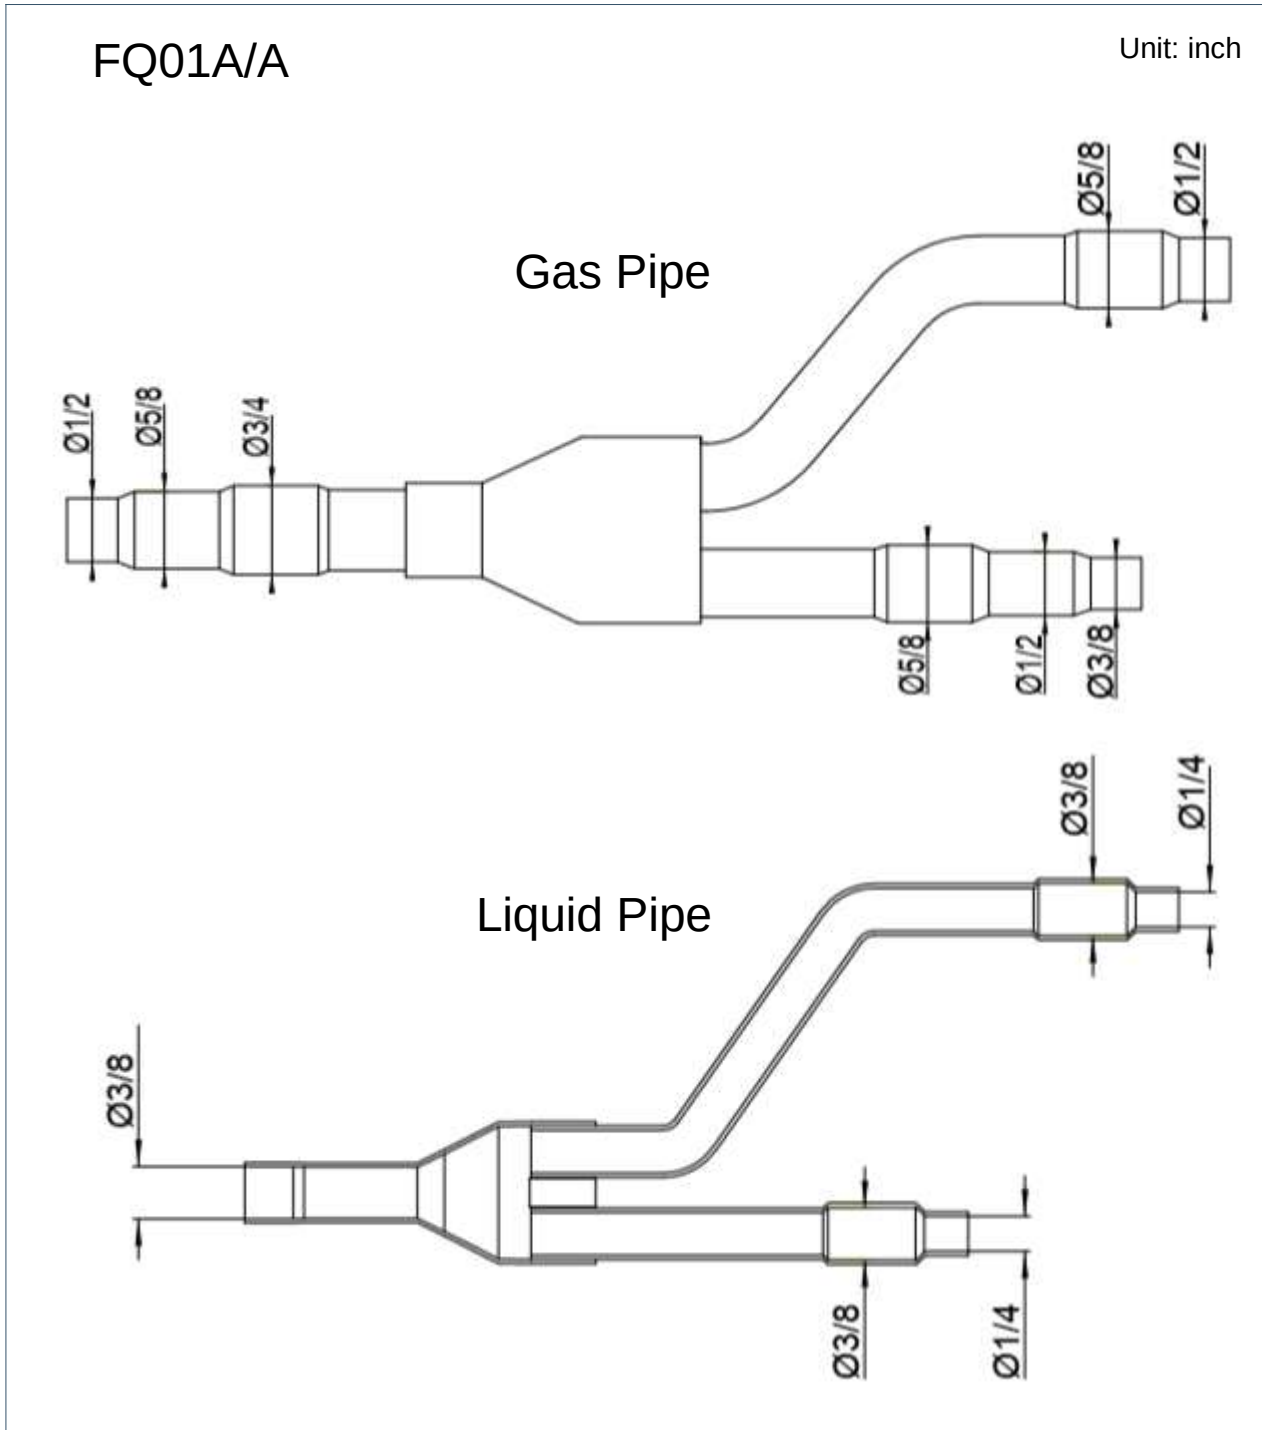 FQ01A/A
Unit: inch
Ø5/8
Ø1/2
Gas Pipe
Ø1/2
Ø5/8
Ø3/4
Ø5/8
Ø1/2
Ø3/8
Ø3/8
Ø1/4
Liquid Pipe
Ø3/8
Ø3/8
Ø1/4